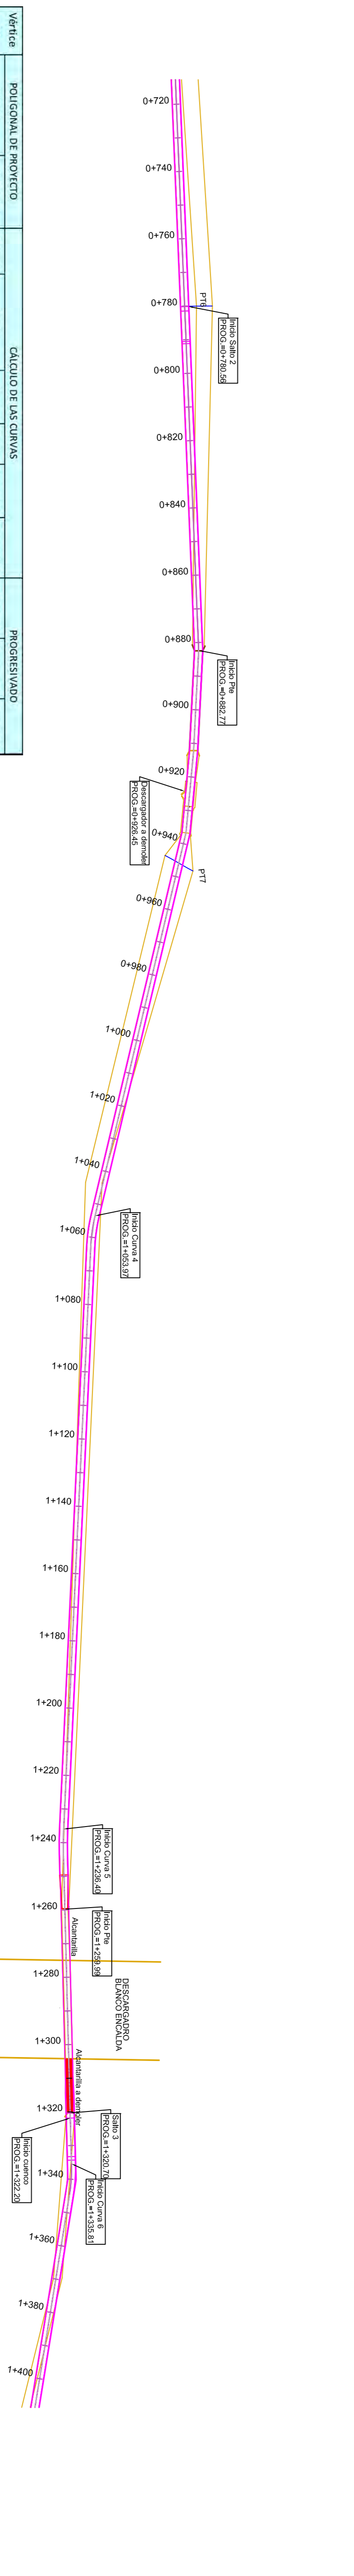 Vértice
POLIGONAL DE PROYECTO
CÁLCULO DE LAS CURVAS
PROGRESIVADO
0+720
0+740
0+760
0+780
PT6
Inicio Salto 2
PROG.=0+780.56
0+800
0+820
0+840
0+860
0+880
Inicio Pte
PROG.=0+882.77
0+900
0+920
Descargador a demoler
PROG.=0+926.45
0+940
PT7
0+960
0+980
1+000
1+020
1+040
Inicio Curva 4
PROG.=1+053.97
1+060
1+080
1+100
1+120
1+140
1+160
1+180
1+200
1+220
Inicio Curva 5
PROG.=1+236.40
1+240
1+260
Inicio Pte
PROG.=1+259.99
Alcantarilla
1+280
DESCARGADRO
BLANCO ENCALDA
1+300
Alcantarilla a demoler
1+320
Salto 3
PROG.=1+320.70
Inicio cuenco
PROG.=1+322.20
Inicio Curva 6
PROG.=1+335.81
1+340
1+360
1+380
1+400